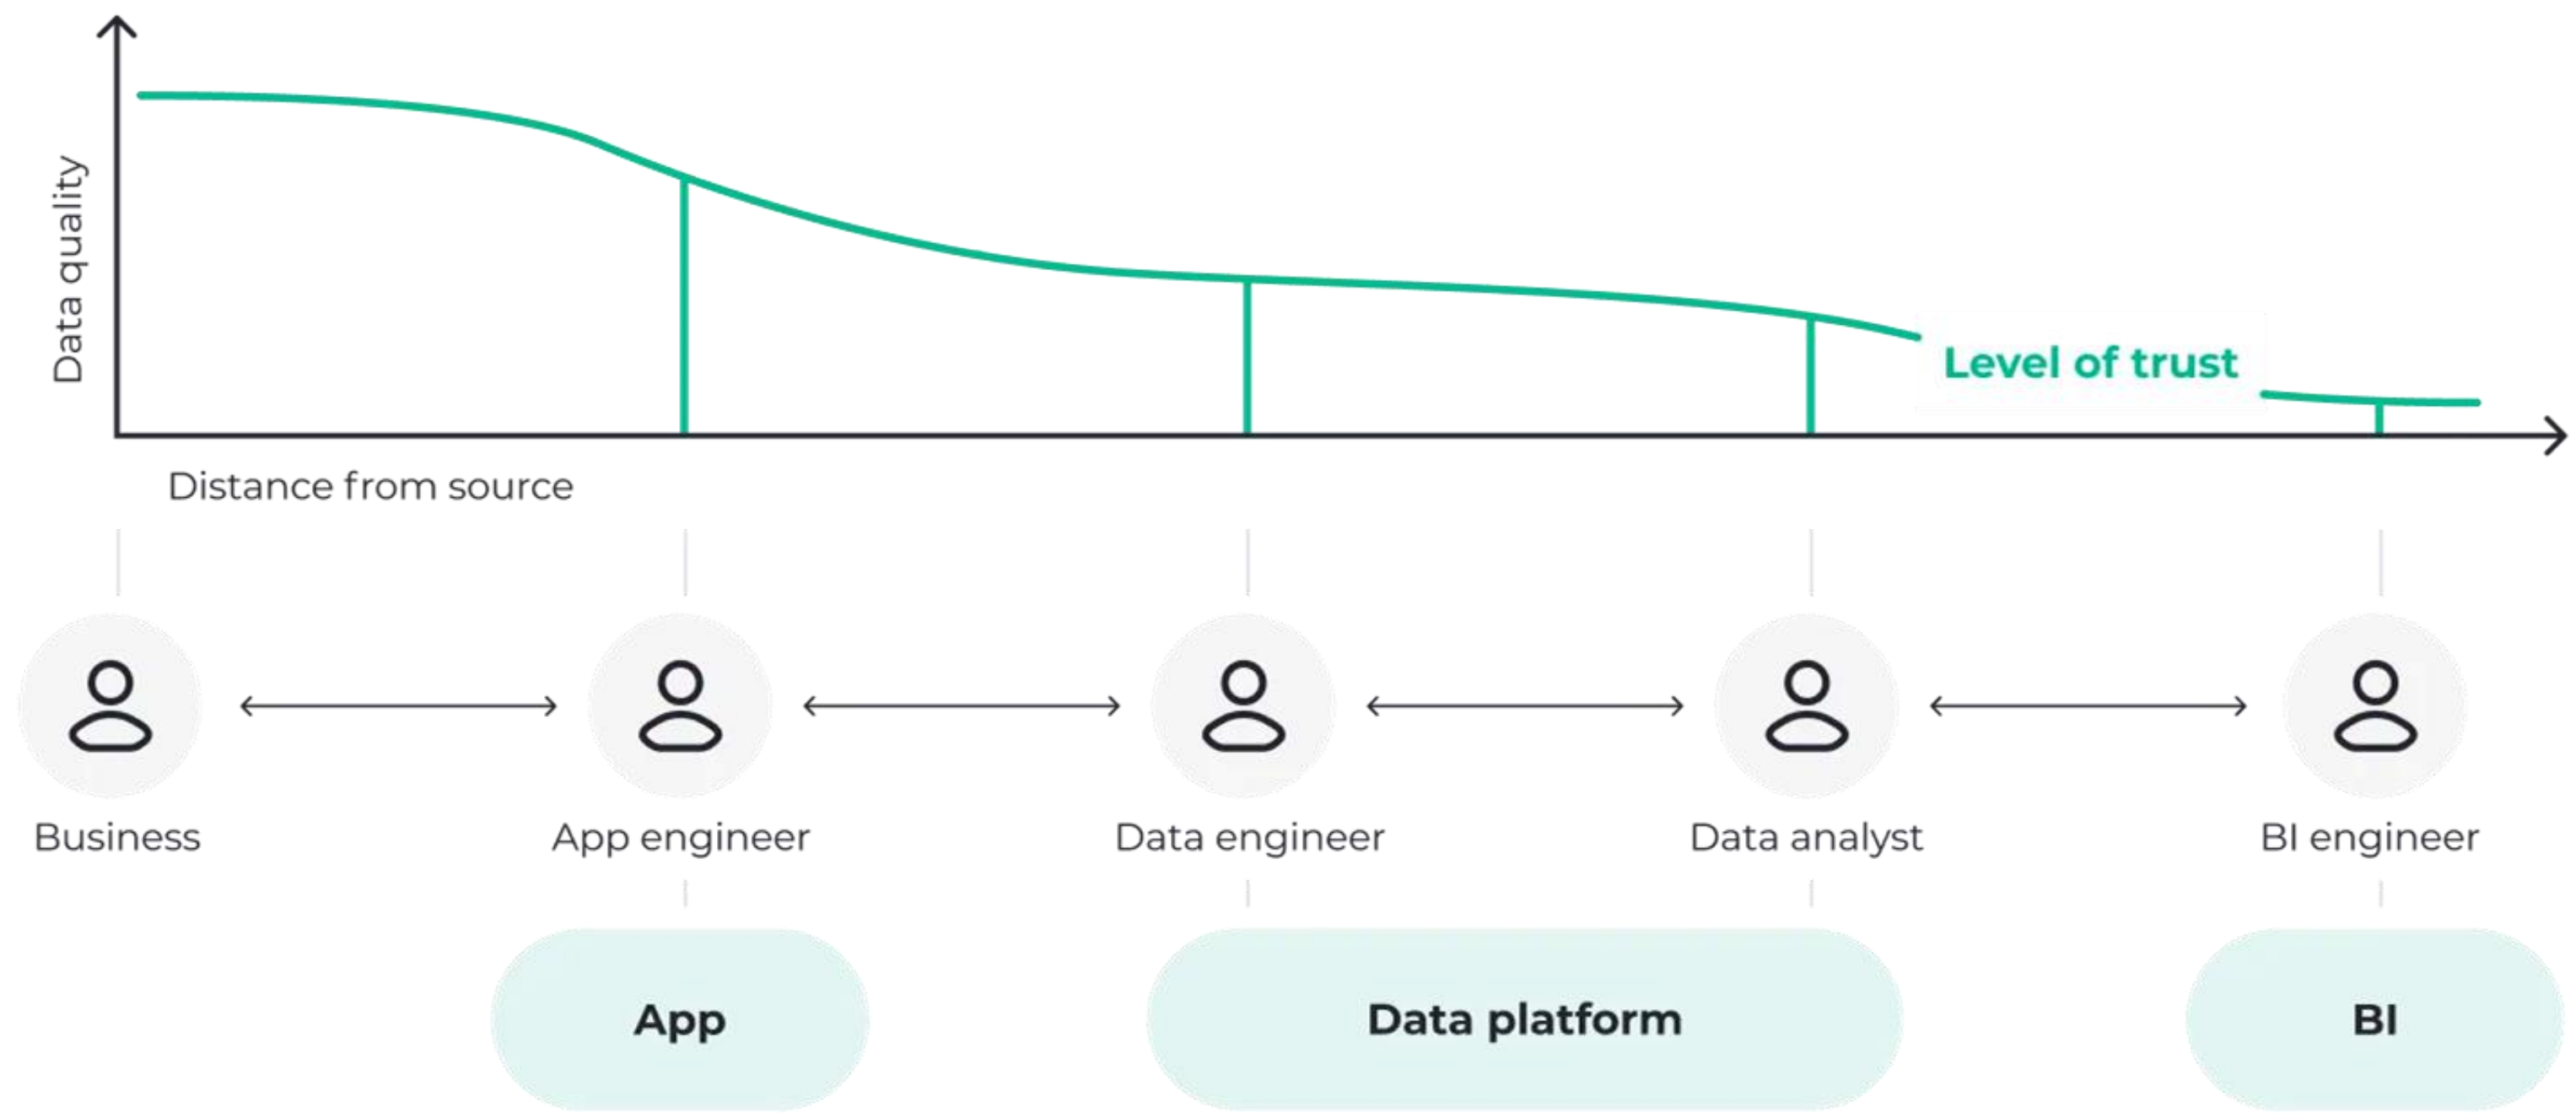 Data quality
Level of trust
Distance from source
Business
App engineer
Data engineer
Data analyst
BI engineer
App
Data platform
BI